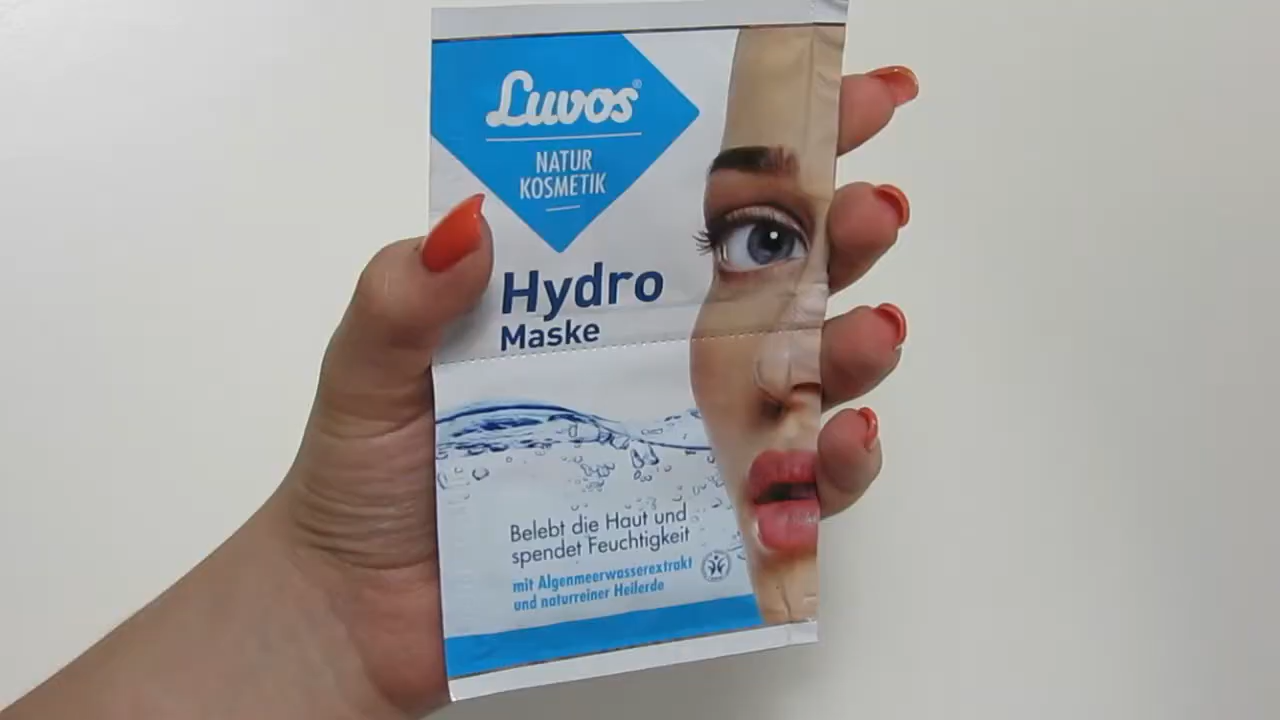 Luvos®
NATUR
KOSMETIK
Hydro
Maske
Belebt die Haut und
spendet Feuchtigkeit
mit Algenmeerwasserextrakt
und naturreiner Heilerde